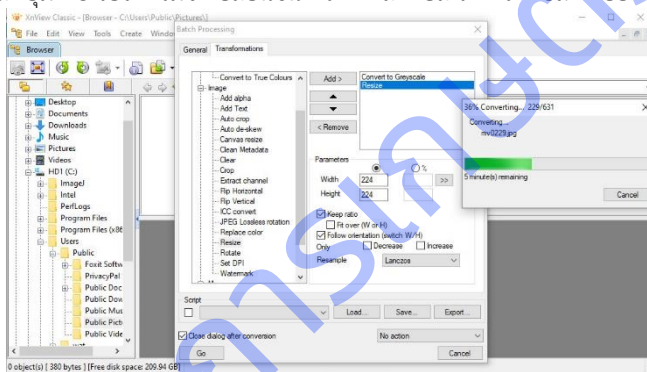 XnView Classic - [Browser - C:\Users\Public\Pictures\]
File Edit View Tools Create Window
Browser
Desktop
Documents
Downloads
Music
Pictures
Videos
HD1 (C:)
ImageJ
Intel
PerfLogs
Program Files
Program Files (x86
Users
Public
Foxit Softw
PrivacyPal
Public Doc
Public Dow
Public Mus
Public Pict
Public Vide
0 object(s) [ 380 bytes ] [Free disk space: 209.94 GB]
Batch Processing
General Transformations
Convert to True Colours
Image
Add alpha
Add Text
Auto crop
Auto de-skew
Canvas resize
Clean Metadata
Clear
Crop
Extract channel
Flip Horizontal
Flip Vertical
ICC convert
JPEG Lossless rotation
Replace color
Resize
Rotate
Set DPI
Watermark
Add >
< Remove
Convert to Greyscale
Resize
Parameters
%
Width 224 >>
Height 224
Keep ratio
Fit over (W or H)
Follow orientation (switch W/H)
Only Decrease Increase
Resample Lanczos
Script
Load... Save... Export...
Close dialog after conversion No action
Go Cancel
36% Converting... 229/631
Converting...
mv0229.jpg
5 minute(s) remaining
Cancel